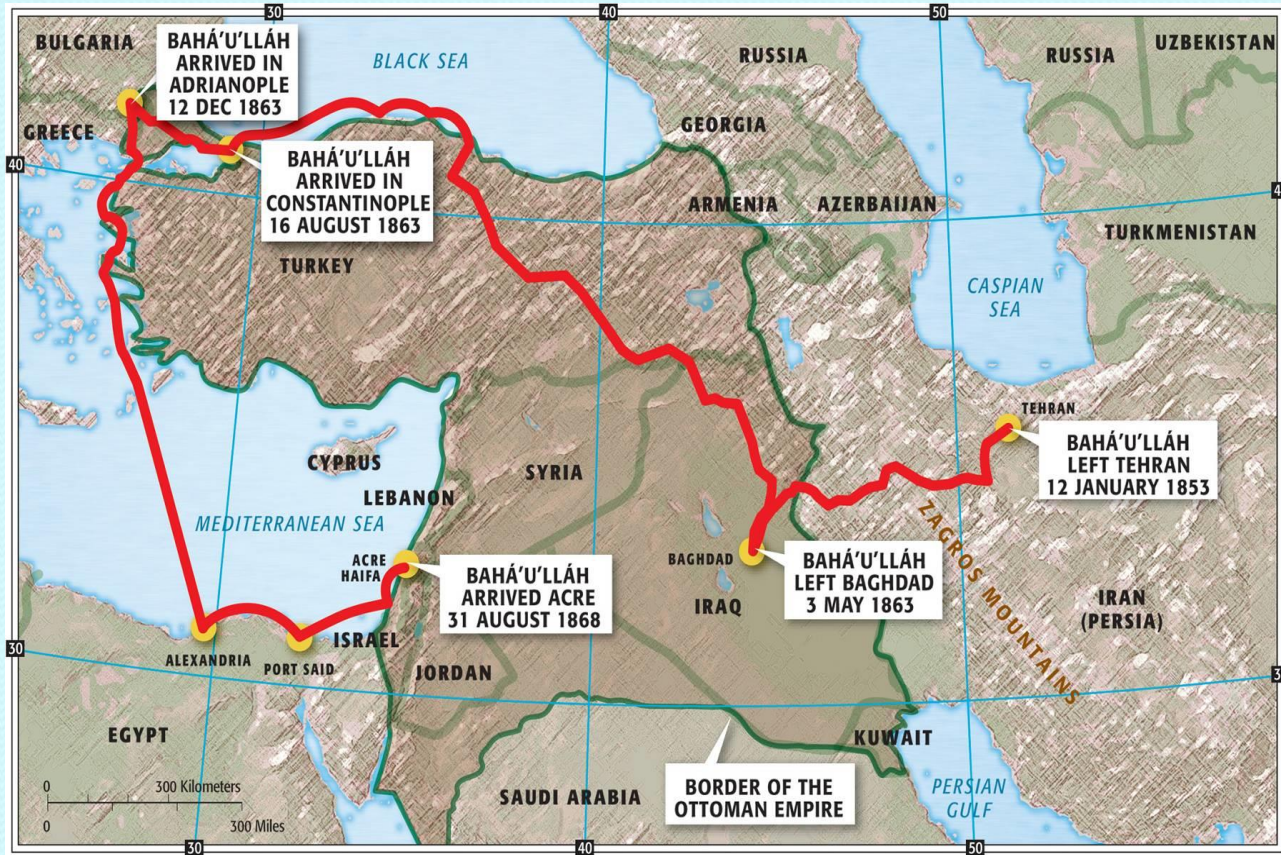 30
40
50
BULGARIA
BAHÁ'U'LLÁH
ARRIVED IN
ADRIANOPLE
12 DEC 1863
BLACK SEA
RUSSIA
RUSSIA
UZBEKISTAN
GREECE
GEORGIA
40
BAHÁ'U'LLÁH
ARRIVED IN
CONSTANTINOPLE
16 AUGUST 1863
ARMENIA
AZERBAIJAN
TURKMENISTAN
TURKEY
CASPIAN
SEA
TEHRAN
BAHÁ'U'LLÁH
LEFT TEHRAN
12 JANUARY 1853
CYPRUS
SYRIA
LEBANON
MEDITERRANEAN SEA
ZAGROS MOUNTAINS
ACRE
HAIFA
BAHÁ'U'LLÁH
ARRIVED ACRE
31 AUGUST 1868
BAGHDAD
BAHÁ'U'LLÁH
LEFT BAGHDAD
3 MAY 1863
IRAQ
IRAN
(PERSIA)
30
ALEXANDRIA
PORT SAID
ISRAEL
JORDAN
EGYPT
KUWAIT
BORDER OF THE
OTTOMAN EMPIRE
SAUDI ARABIA
PERSIAN
GULF
0
300 Kilometers
0
300 Miles
30
40
50